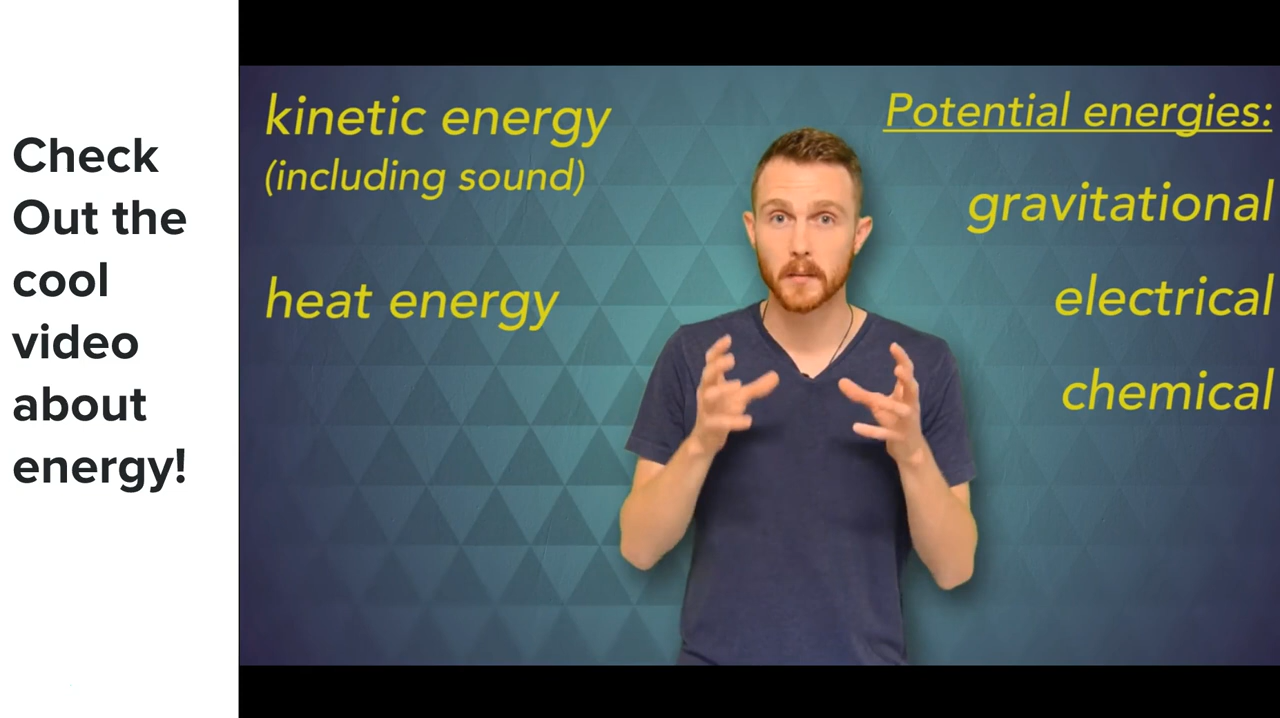 Check
Out the
cool
video
about
energy!
kinetic energy
(including sound)
heat energy
Potential energies:
gravitational
electrical
chemical